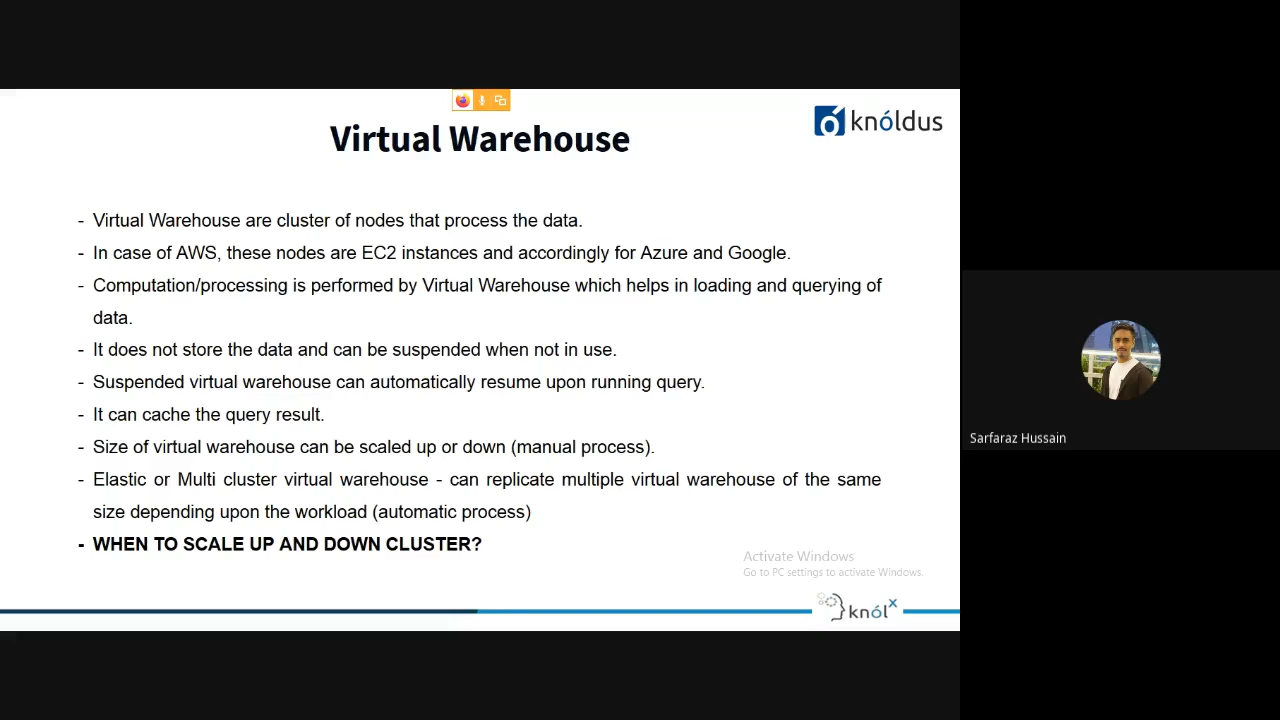 knóldus
Virtual Warehouse
- Virtual Warehouse are cluster of nodes that process the data.
- In case of AWS, these nodes are EC2 instances and accordingly for Azure and Google.
- Computation/processing is performed by Virtual Warehouse which helps in loading and querying of
data.
- It does not store the data and can be suspended when not in use.
- Suspended virtual warehouse can automatically resume upon running query.
- It can cache the query result.
- Size of virtual warehouse can be scaled up or down (manual process).
- Elastic or Multi cluster virtual warehouse - can replicate multiple virtual warehouse of the same
size depending upon the workload (automatic process)
- WHEN TO SCALE UP AND DOWN CLUSTER?
Activate Windows
Go to PC settings to activate Windows.
knólx
Sarfaraz Hussain